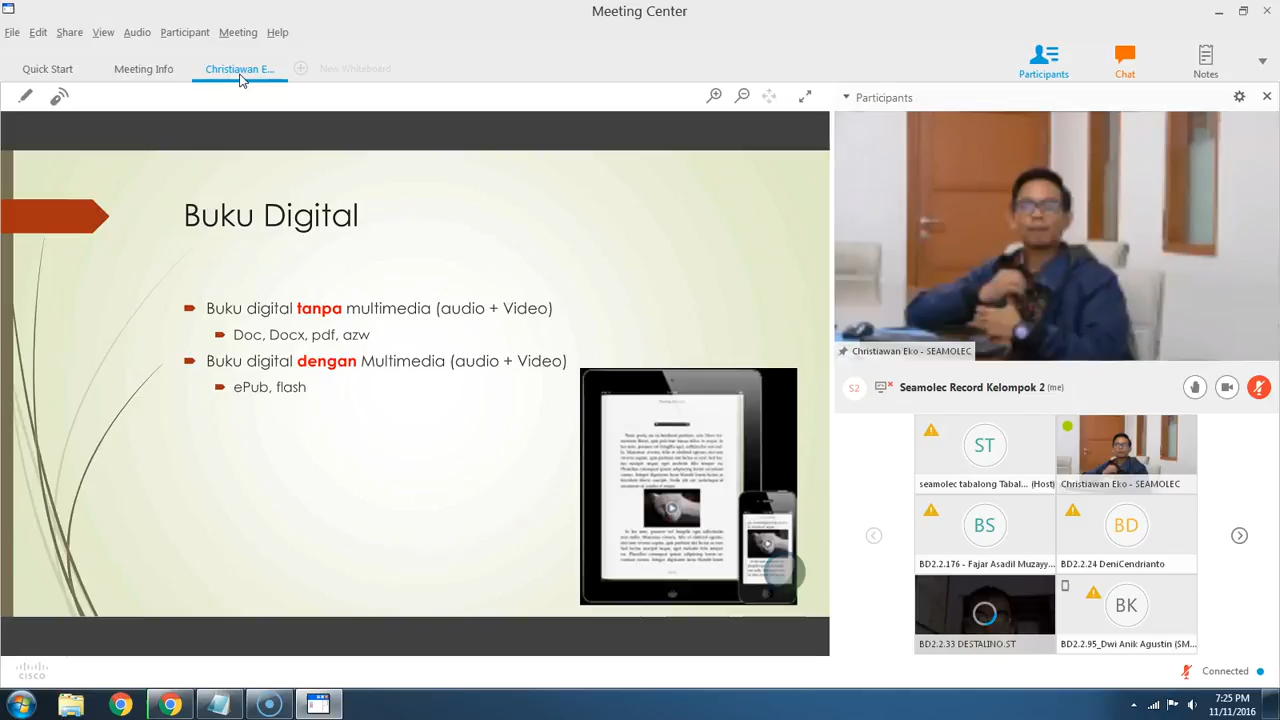 Meeting Center
File Edit Share View Audio Participant Meeting Help
Quick Start Meeting Info Christiawan E... New Whiteboard
Participants Chat Notes
Participants
Buku Digital
Buku digital tanpa multimedia (audio + Video)
Doc, Docx, pdf, azw
Buku digital dengan Multimedia (audio + Video)
ePub, flash
Christiawan Eko - SEAMOLEC
S2 Seamolec Record Kelompok 2 (me)
ST
seamolec tabalong Tabal... (Host)
Christiawan Eko - SEAMOLEC
BS
BD2.2.176 - Fajar Asadil Muzayy...
BD
BD2.2.24 DeniCendrianto
BD2.2.33 DESTALINO.ST
BK
BD2.2.95_Dwi Anik Agustin (SM...
cisco
Connected
7:25 PM
11/11/2016